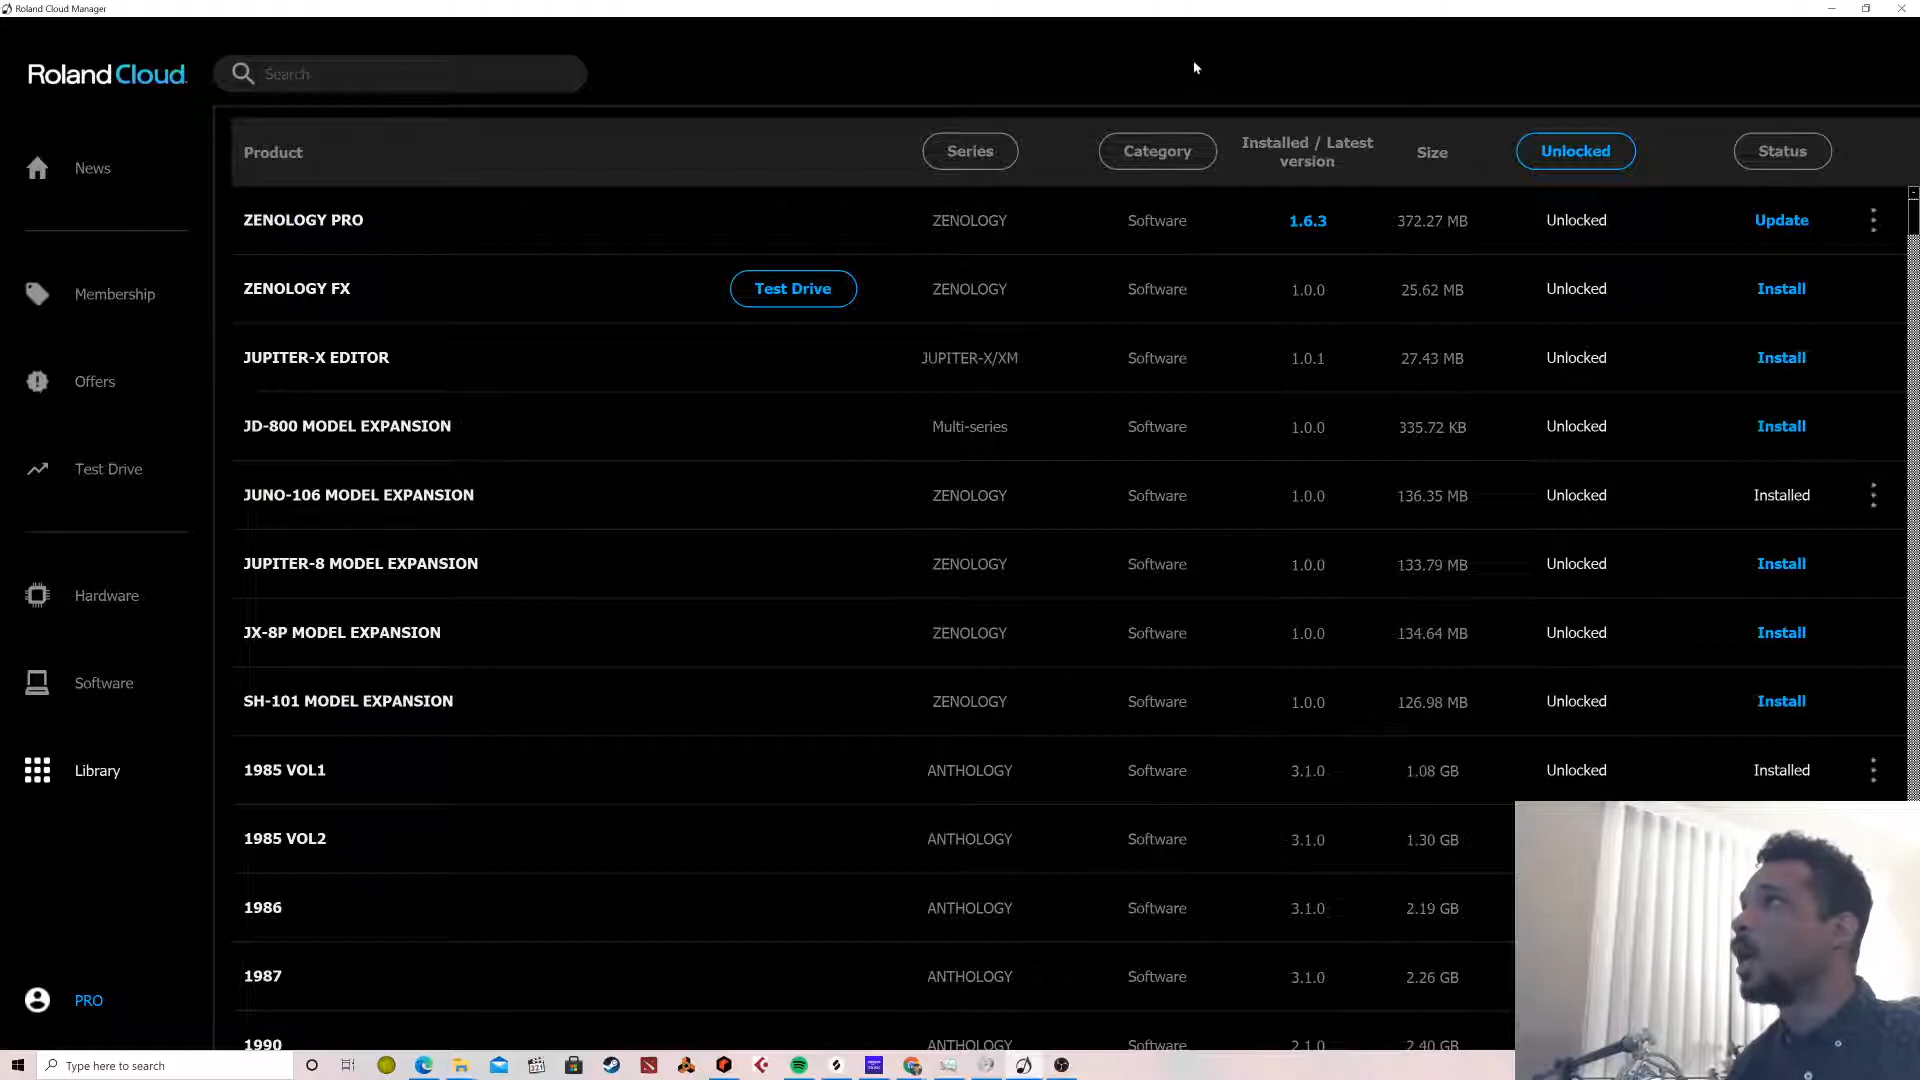 Roland Cloud Manager
Roland Cloud
Search
News
Membership
Offers
Test Drive
Hardware
Software
Library
PRO
Product Series Category Installed / Latest version Size Unlocked Status
ZENOLOGY PRO ZENOLOGY Software 1.6.3 372.27 MB Unlocked Update
ZENOLOGY FX Test Drive ZENOLOGY Software 1.0.0 25.62 MB Unlocked Install
JUPITER-X EDITOR JUPITER-X/XM Software 1.0.1 27.43 MB Unlocked Install
JD-800 MODEL EXPANSION Multi-series Software 1.0.0 335.72 KB Unlocked Install
JUNO-106 MODEL EXPANSION ZENOLOGY Software 1.0.0 136.35 MB Unlocked Installed
JUPITER-8 MODEL EXPANSION ZENOLOGY Software 1.0.0 133.79 MB Unlocked Install
JX-8P MODEL EXPANSION ZENOLOGY Software 1.0.0 134.64 MB Unlocked Install
SH-101 MODEL EXPANSION ZENOLOGY Software 1.0.0 126.98 MB Unlocked Install
1985 VOL1 ANTHOLOGY Software 3.1.0 1.08 GB Unlocked Installed
1985 VOL2 ANTHOLOGY Software 3.1.0 1.30 GB
1986 ANTHOLOGY Software 3.1.0 2.19 GB
1987 ANTHOLOGY Software 3.1.0 2.26 GB
1990 ANTHOLOGY Software 2.1.0 2.40 GB
Type here to search